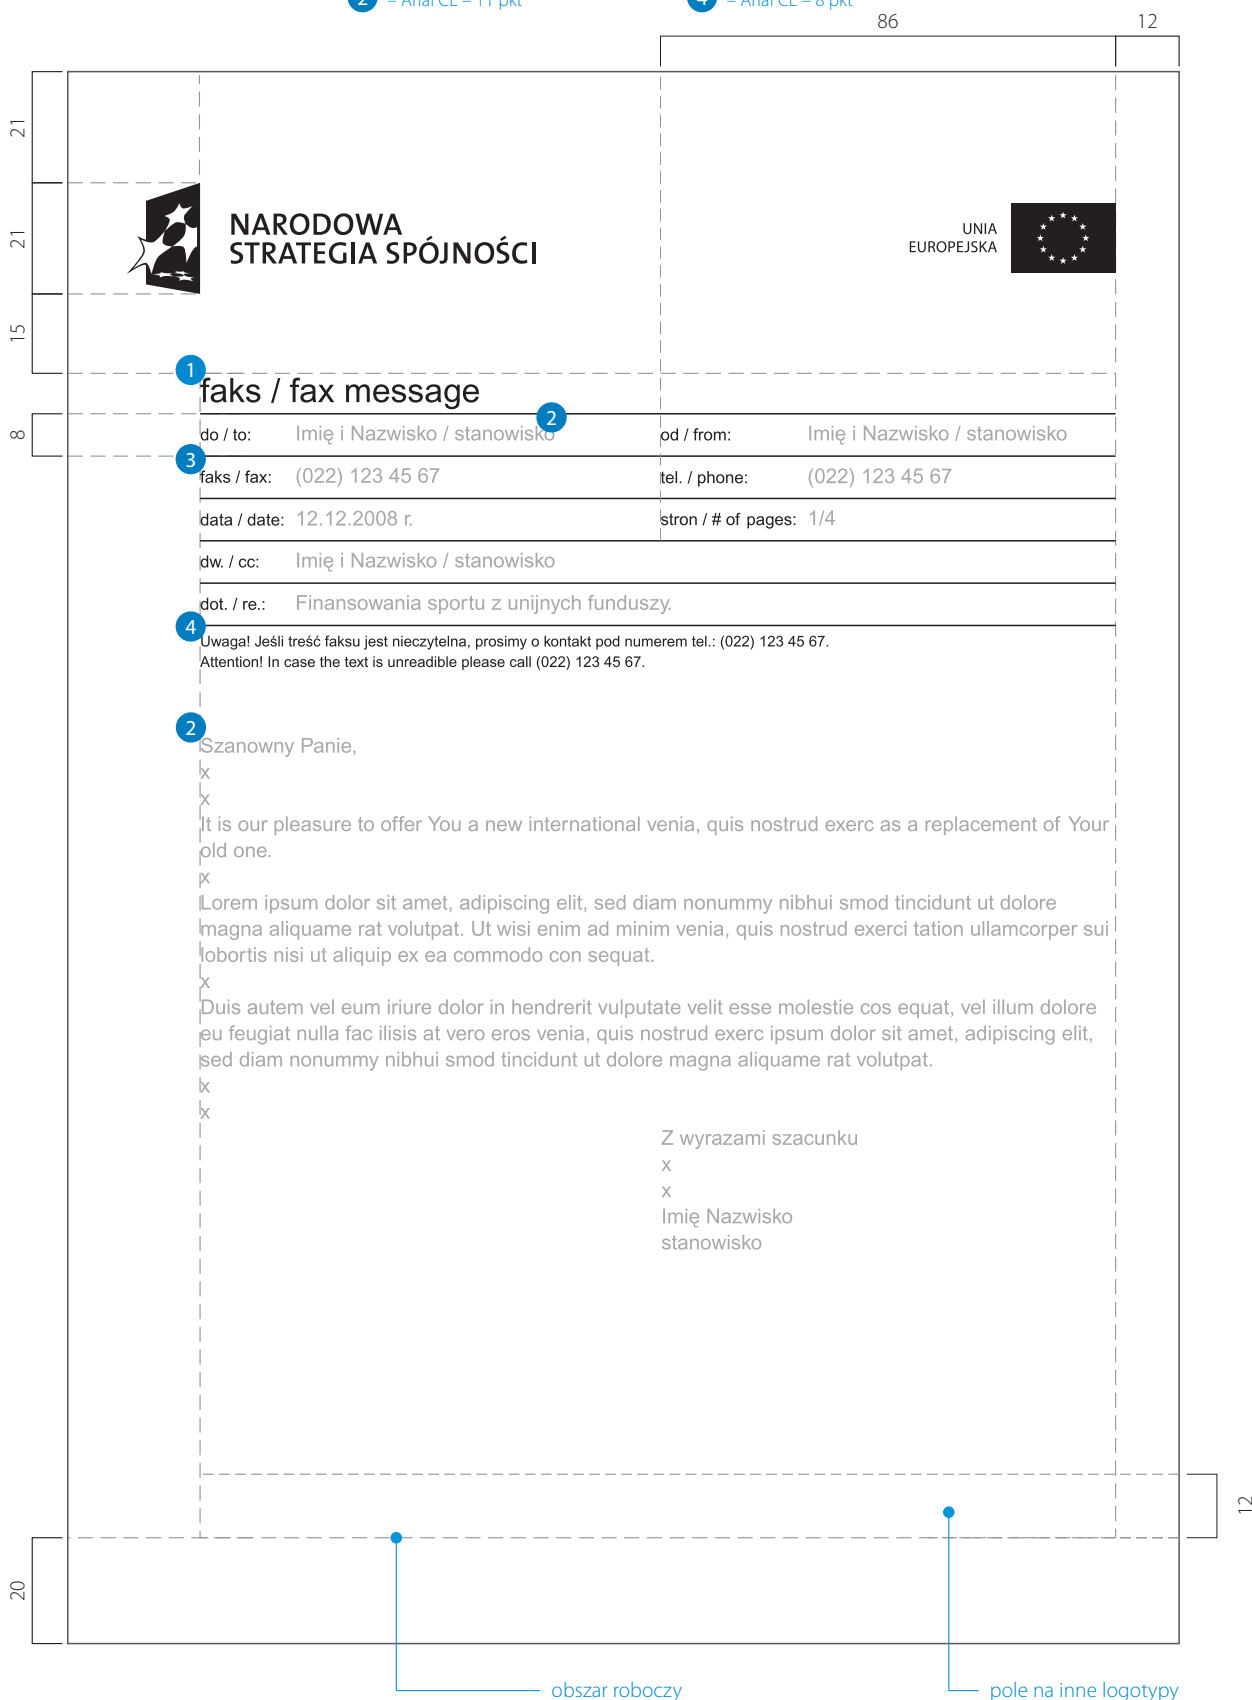 2 – Arial CE – 11 pkt
4 – Arial CE – 8 pkt
86
12
21
21
15
8
20
12
NARODOWA
STRATEGIA SPÓJNOŚCI
UNIA
EUROPEJSKA
1
faks / fax message
2
do / to: Imię i Nazwisko / stanowisko od / from: Imię i Nazwisko / stanowisko
3
faks / fax: (022) 123 45 67 tel. / phone: (022) 123 45 67
data / date: 12.12.2008 r. stron / # of pages: 1/4
dw. / cc: Imię i Nazwisko / stanowisko
dot. / re.: Finansowania sportu z unijnych funduszy.
4
Uwaga! Jeśli treść faksu jest nieczytelna, prosimy o kontakt pod numerem tel.: (022) 123 45 67.
Attention! In case the text is unreadible please call (022) 123 45 67.
2
Szanowny Panie,
x
x
It is our pleasure to offer You a new international venia, quis nostrud exerc as a replacement of Your
old one.
x
Lorem ipsum dolor sit amet, adipiscing elit, sed diam nonummy nibhui smod tincidunt ut dolore
magna aliquame rat volutpat. Ut wisi enim ad minim venia, quis nostrud exerci tation ullamcorper sui
lobortis nisi ut aliquip ex ea commodo con sequat.
x
Duis autem vel eum iriure dolor in hendrerit vulputate velit esse molestie cos equat, vel illum dolore
eu feugiat nulla fac ilisis at vero eros venia, quis nostrud exerc ipsum dolor sit amet, adipiscing elit,
sed diam nonummy nibhui smod tincidunt ut dolore magna aliquame rat volutpat.
x
x
Z wyrazami szacunku
x
x
Imię Nazwisko
stanowisko
obszar roboczy
pole na inne logotypy